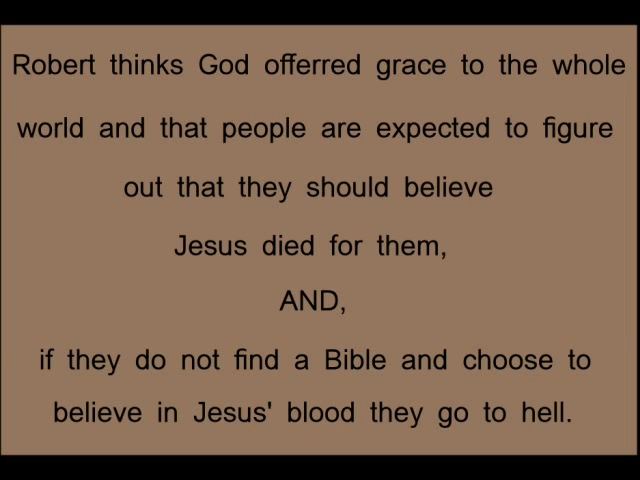 Robert thinks God offerred grace to the whole
world and that people are expected to figure
out that they should believe
Jesus died for them,
AND,
if they do not find a Bible and choose to
believe in Jesus' blood they go to hell.